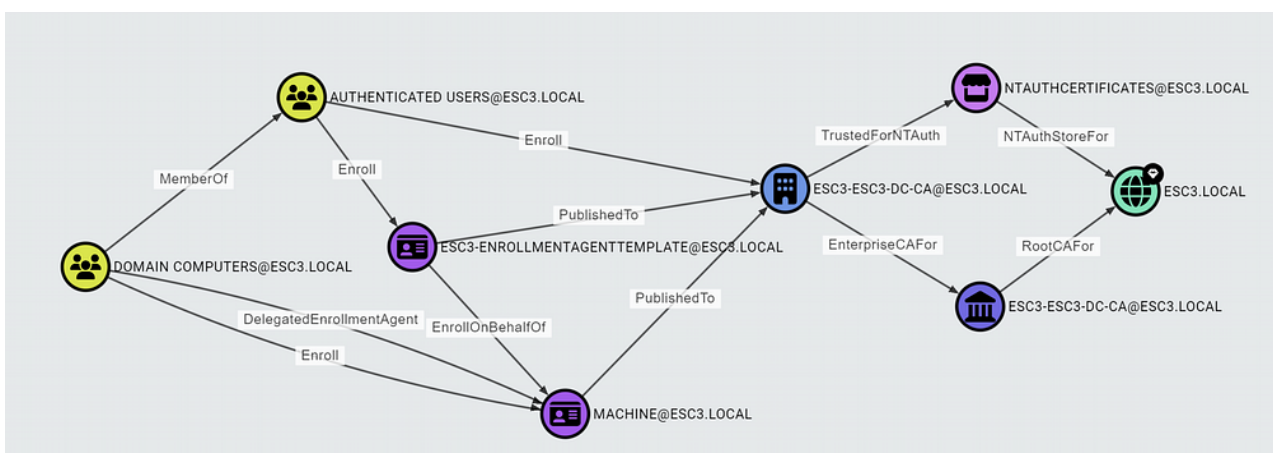 NTAUTHCERTIFICATES@ESC3.LOCAL
AUTHENTICATED USERS@ESC3.LOCAL
TrustedForNTAuth
NTAuthStoreFor
Enroll
Enroll
MemberOf
ESC3-ESC3-DC-CA@ESC3.LOCAL
ESC3.LOCAL
PublishedTo
ESC3-ENROLLMENTAGENTTEMPLATE@ESC3.LOCAL
EnterpriseCAFor
RootCAFor
DOMAIN COMPUTERS@ESC3.LOCAL
PublishedTo
ESC3-ESC3-DC-CA@ESC3.LOCAL
DelegatedEnrollmentAgent
EnrollOnBehalfOf
Enroll
MACHINE@ESC3.LOCAL